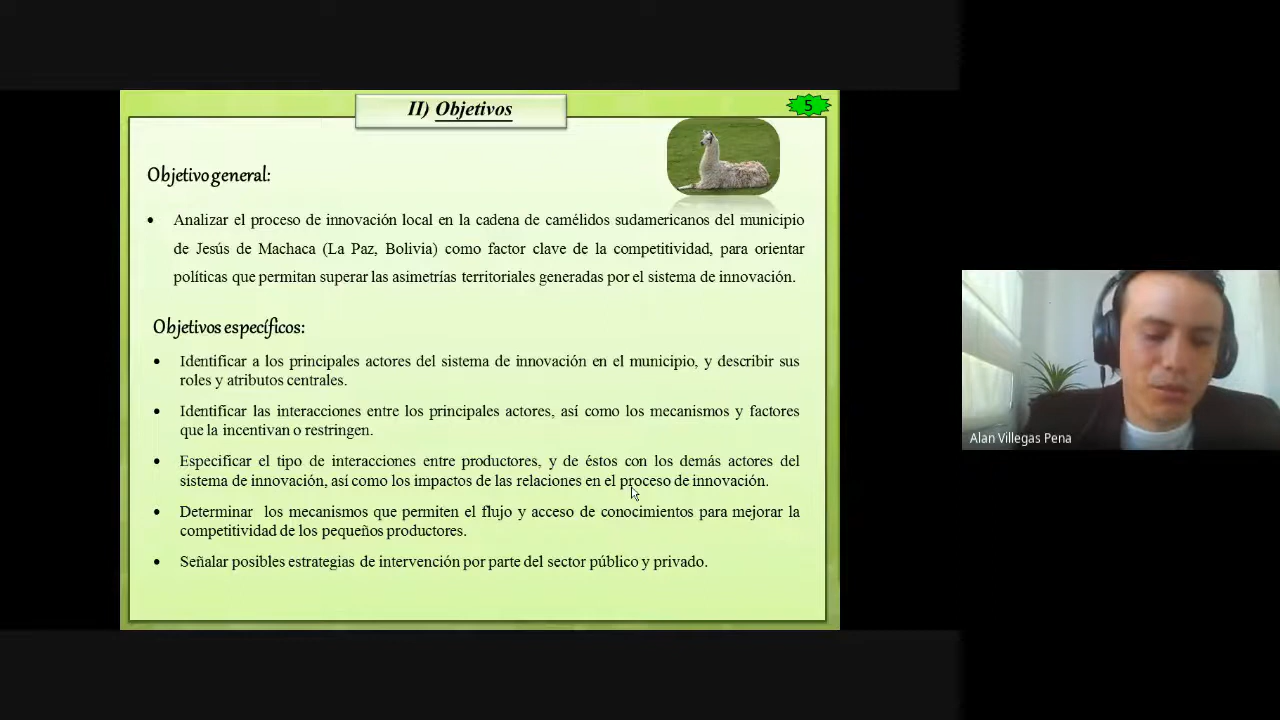 II) Objetivos
5
Objetivo general:
• Analizar el proceso de innovación local en la cadena de camélidos sudamericanos del municipio
de Jesús de Machaca (La Paz, Bolivia) como factor clave de la competitividad, para orientar
políticas que permitan superar las asimetrías territoriales generadas por el sistema de innovación.
Objetivos específicos:
• Identificar a los principales actores del sistema de innovación en el municipio, y describir sus
roles y atributos centrales.
• Identificar las interacciones entre los principales actores, así como los mecanismos y factores
que la incentivan o restringen.
• Especificar el tipo de interacciones entre productores, y de éstos con los demás actores del
sistema de innovación, así como los impactos de las relaciones en el proceso de innovación.
• Determinar los mecanismos que permiten el flujo y acceso de conocimientos para mejorar la
competitividad de los pequeños productores.
• Señalar posibles estrategias de intervención por parte del sector público y privado.
Alan Villegas Pena